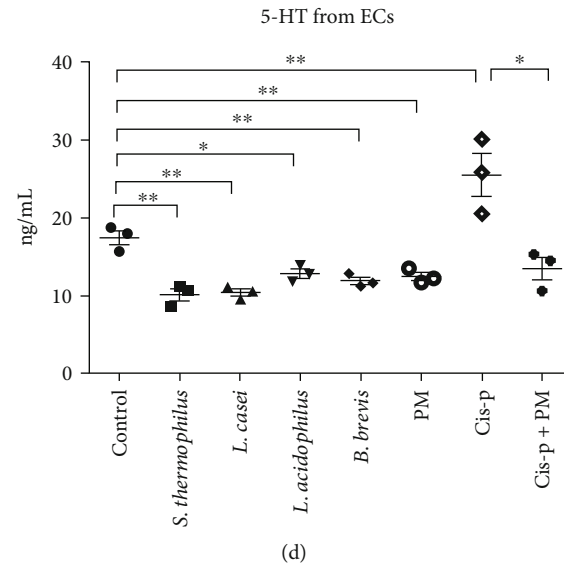 5-HT from ECs
ng/mL
40
30
20
10
0
**
*
**
**
*
**
**
Control
S. thermophilus
L. casei
L. acidophilus
B. brevis
PM
Cis-p
Cis-p + PM
(d)